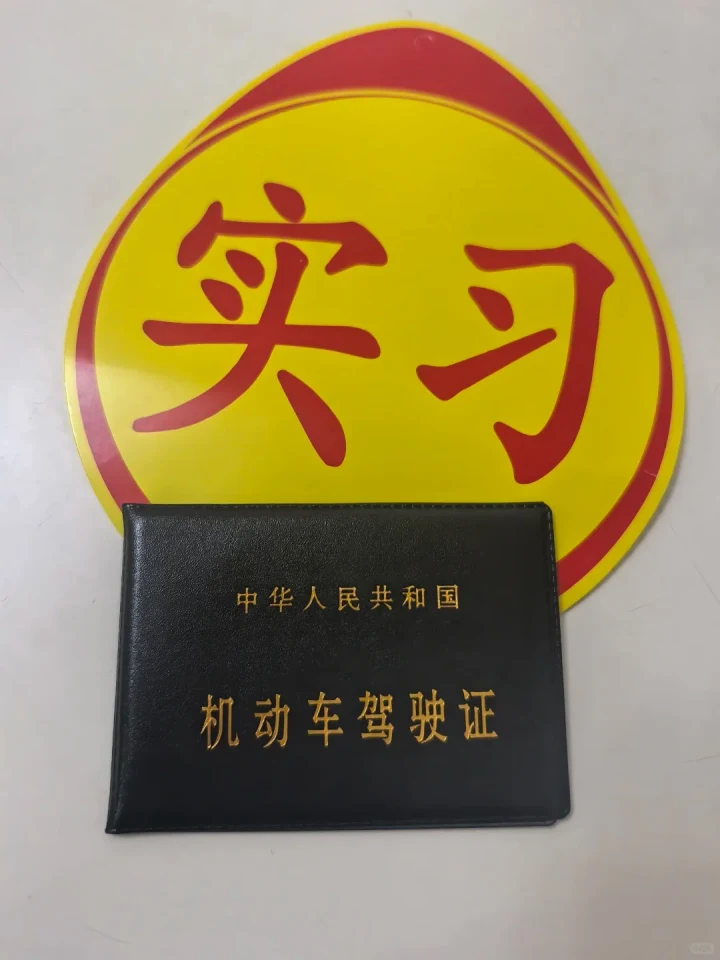 实习
中华人民共和国
机动车驾驶证